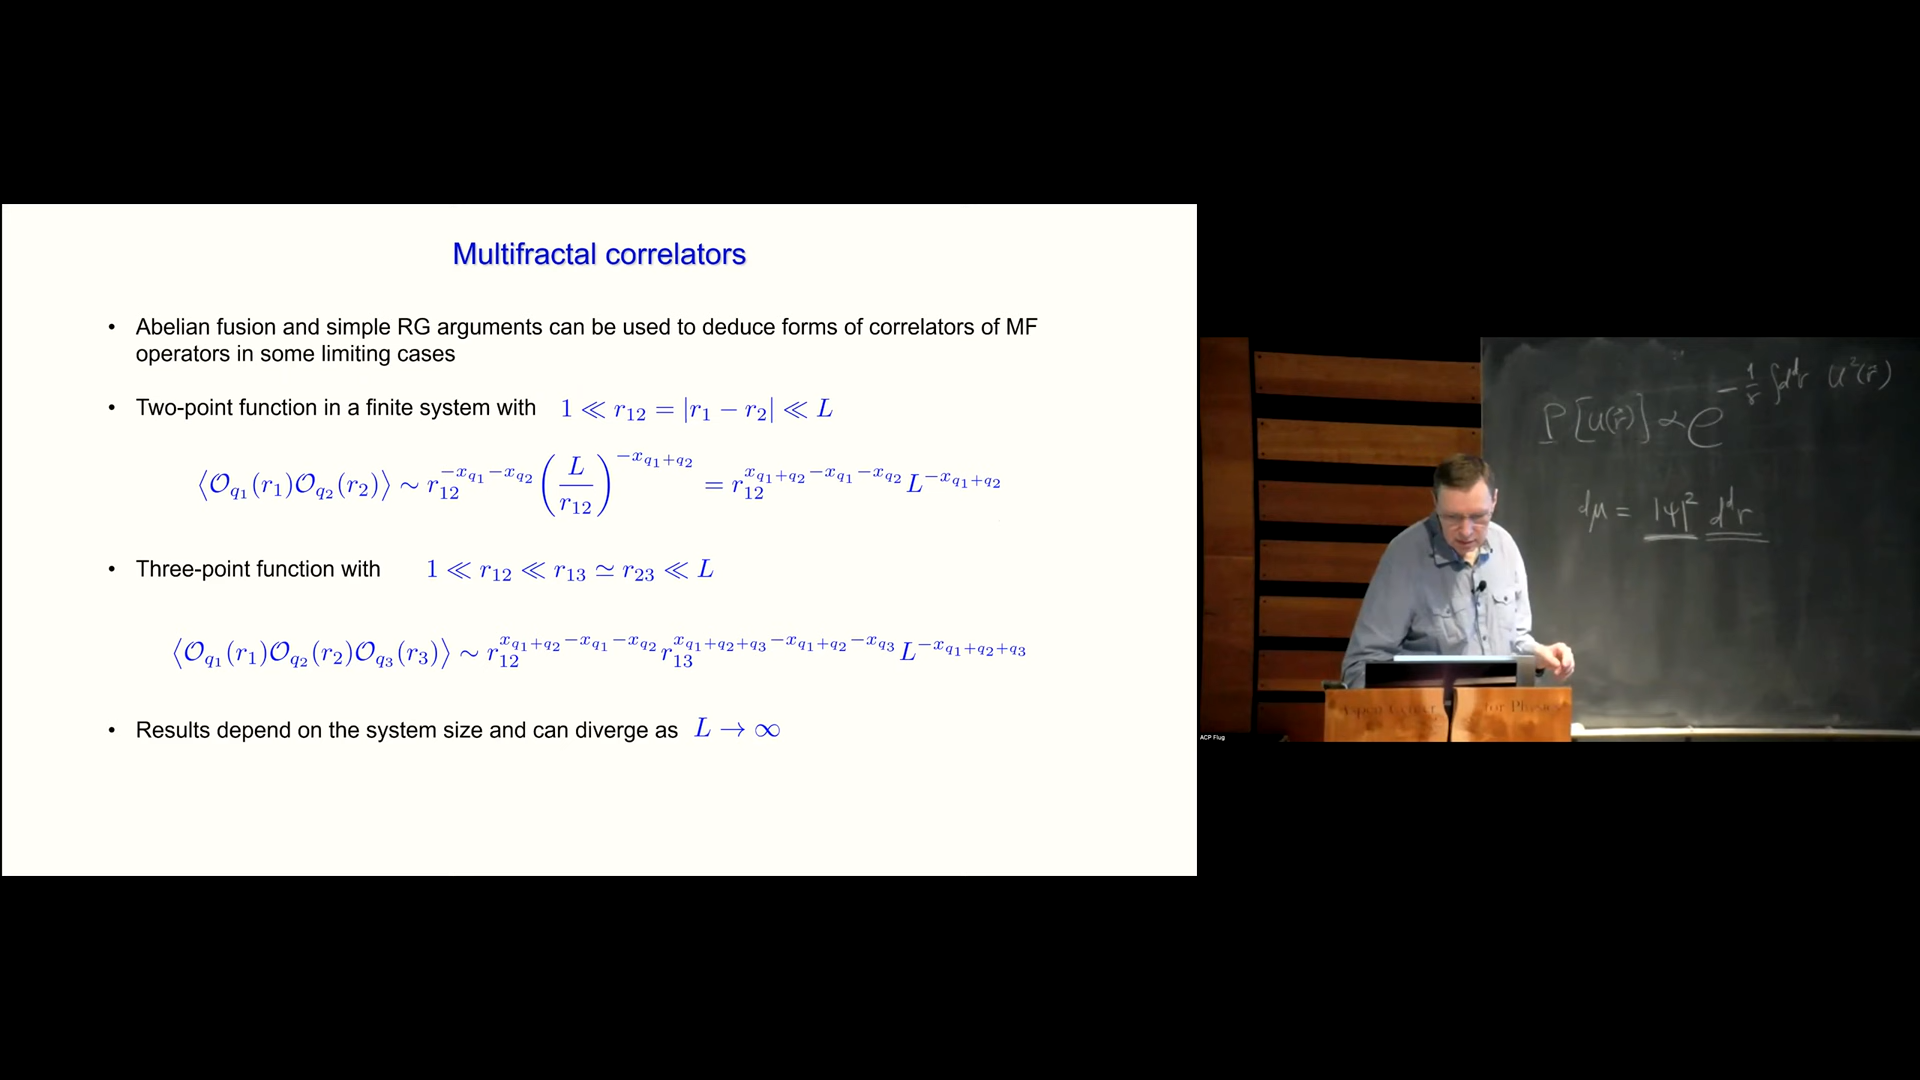 Multifractal correlators
• Abelian fusion and simple RG arguments can be used to deduce forms of correlators of MF
operators in some limiting cases
• Two-point function in a finite system with 1 ≪ r₁₂ = |r₁ − r₂| ≪ L
⟨𝒪_{q₁}(r₁)𝒪_{q₂}(r₂)⟩ ∼ r₁₂^{−x_{q₁}−x_{q₂}} (L/r₁₂)^{−x_{q₁+q₂}} = r₁₂^{x_{q₁+q₂}−x_{q₁}−x_{q₂}} L^{−x_{q₁+q₂}}
• Three-point function with 1 ≪ r₁₂ ≪ r₁₃ ≃ r₂₃ ≪ L
⟨𝒪_{q₁}(r₁)𝒪_{q₂}(r₂)𝒪_{q₃}(r₃)⟩ ∼ r₁₂^{x_{q₁+q₂}−x_{q₁}−x_{q₂}} r₁₃^{x_{q₁+q₂+q₃}−x_{q₁+q₂}−x_{q₃}} L^{−x_{q₁+q₂+q₃}}
• Results depend on the system size and can diverge as L → ∞
P[u(r⃗)] ∝ e^{−1/γ ∫d^dr u²(r⃗)}
dμ = |ψ|² d^dr
Aspen Center for Physics
ACP Flug